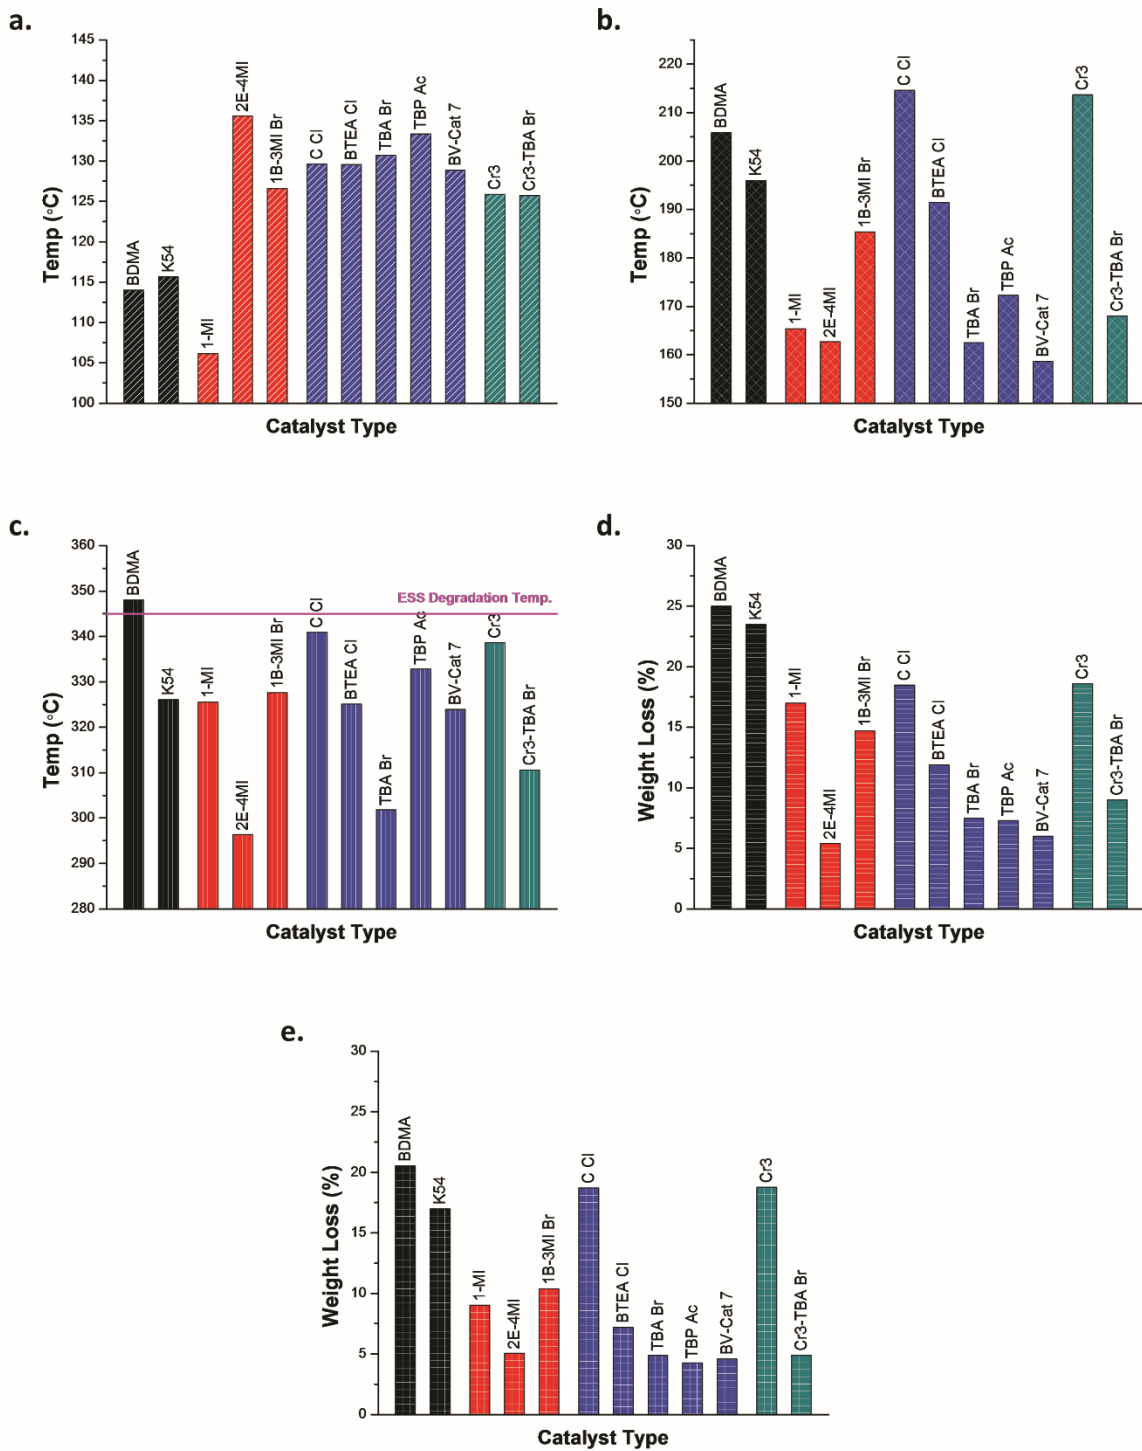 a.
145
140
135
130
125
120
115
110
105
100
Temp (°C)
BDMA
K54
1-MI
2E-4MI
1B-3MI Br
C Cl
BTEA Cl
TBA Br
TBP Ac
BV-Cat 7
Cr3
Cr3-TBA Br
Catalyst Type
b.
220
210
200
190
180
170
160
150
Temp (°C)
BDMA
K54
1-MI
2E-4MI
1B-3MI Br
C Cl
BTEA Cl
TBA Br
TBP Ac
BV-Cat 7
Cr3
Cr3-TBA Br
Catalyst Type
c.
360
350
340
330
320
310
300
290
280
Temp (°C)
ESS Degradation Temp.
BDMA
K54
1-MI
2E-4MI
1B-3MI Br
C Cl
BTEA Cl
TBA Br
TBP Ac
BV-Cat 7
Cr3
Cr3-TBA Br
Catalyst Type
d.
30
25
20
15
10
5
0
Weight Loss (%)
BDMA
K54
1-MI
2E-4MI
1B-3MI Br
C Cl
BTEA Cl
TBA Br
TBP Ac
BV-Cat 7
Cr3
Cr3-TBA Br
Catalyst Type
e.
30
25
20
15
10
5
0
Weight Loss (%)
BDMA
K54
1-MI
2E-4MI
1B-3MI Br
C Cl
BTEA Cl
TBA Br
TBP Ac
BV-Cat 7
Cr3
Cr3-TBA Br
Catalyst Type